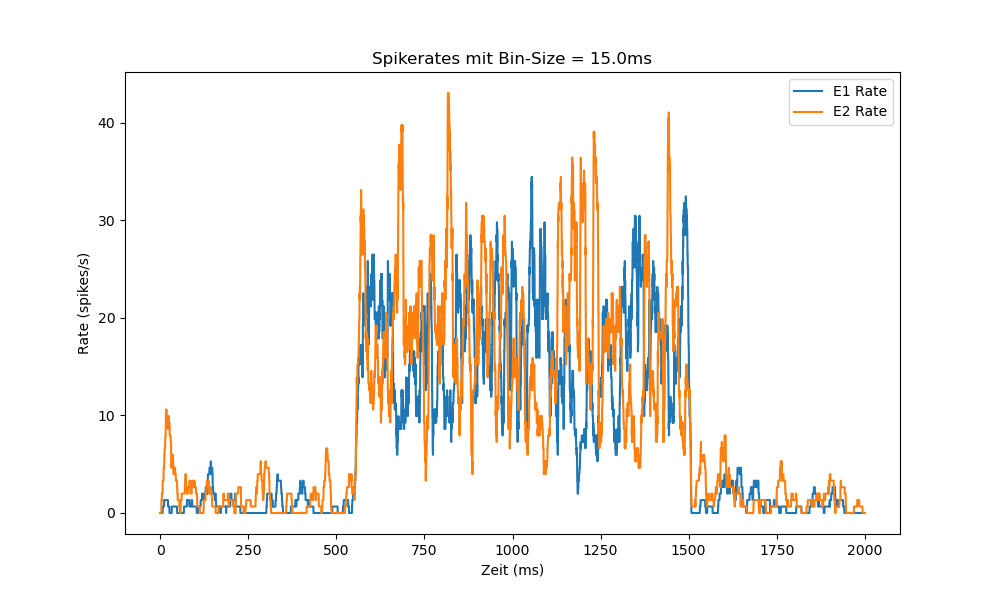 Spikerates mit Bin-Size = 15.0ms
E1 Rate
E2 Rate
Rate (spikes/s)
40
30
20
10
0
0 250 500 750 1000 1250 1500 1750 2000
Zeit (ms)